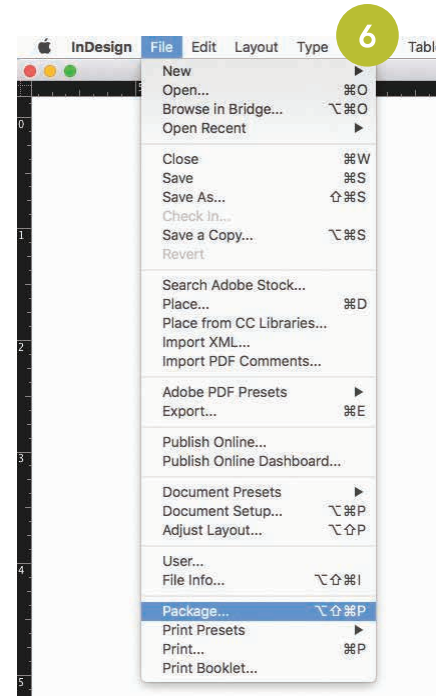 InDesign File Edit Layout Type 6 Tabl
New ▶
Open... ⌘O
Browse in Bridge... ⌥⌘O
Open Recent ▶
Close ⌘W
Save ⌘S
Save As... ⇧⌘S
Check In...
Save a Copy... ⌥⌘S
Revert
Search Adobe Stock...
Place... ⌘D
Place from CC Libraries...
Import XML...
Import PDF Comments...
Adobe PDF Presets ▶
Export... ⌘E
Publish Online...
Publish Online Dashboard...
Document Presets ▶
Document Setup... ⌥⌘P
Adjust Layout... ⌥⇧P
User...
File Info... ⌥⇧⌘I
Package... ⌥⇧⌘P
Print Presets ▶
Print... ⌘P
Print Booklet...
0
1
2
3
4
5